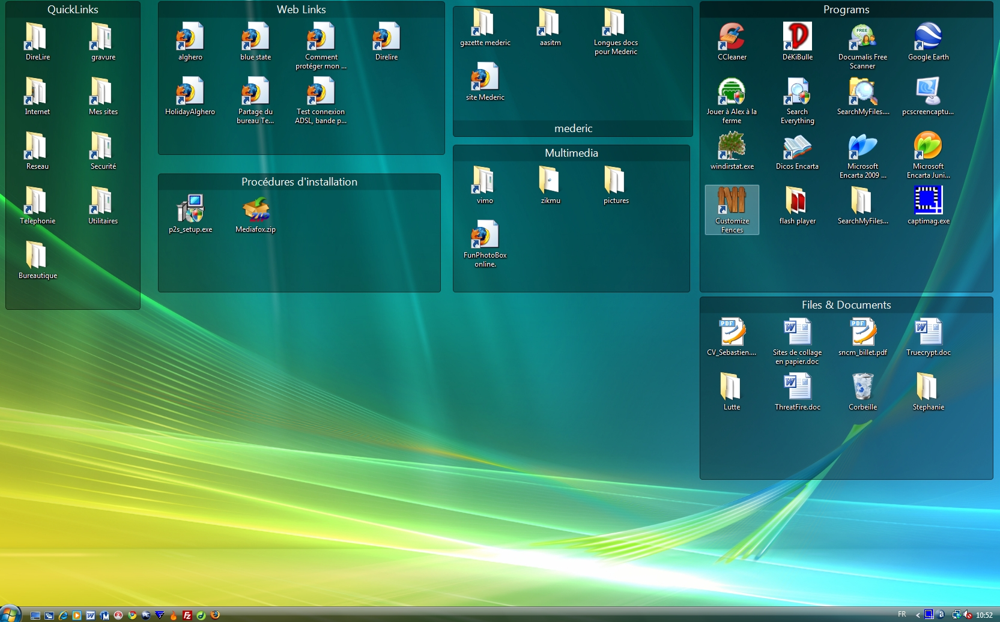 QuickLinks
DireLire
gravure
Internet
Mes sites
Reseau
Securité
Telephonie
Utilitaires
Bureautique
Web Links
alghero
blue state
Comment
protéger mon ...
Direlire
HolidayAlghero
Partage du
bureau Te...
Test connexion
ADSL, bande p...
Procédures d'installation
p2s_setup.exe
Mediafox.zip
ZIP
gazette mederic
aasitm
Longues docs
pour Mederic
site Mederic
mederic
Multimedia
vimo
zikmu
pictures
FunPhotoBox
online.
Programs
CCleaner
D
DéKiBulle
FREE
Documalis Free
Scanner
Google Earth
Jouer à Alex à la
ferme
Search
Everything
SearchMyFiles....
pcscreencaptu...
windirstat.exe
Dicos Encarta
Microsoft
Encarta 2009 ...
Microsoft
Encarta Juni...
Customize
Fences
flash player
SearchMyFiles...
captimag.exe
Files & Documents
PDF
CV_Sebastien....
W
Sites de collage
en papier.doc
PDF
sncm_billet.pdf
W
Truecrypt.doc
Lutte
W
ThreatFire.doc
Corbeille
Stephanie
FR
10:52